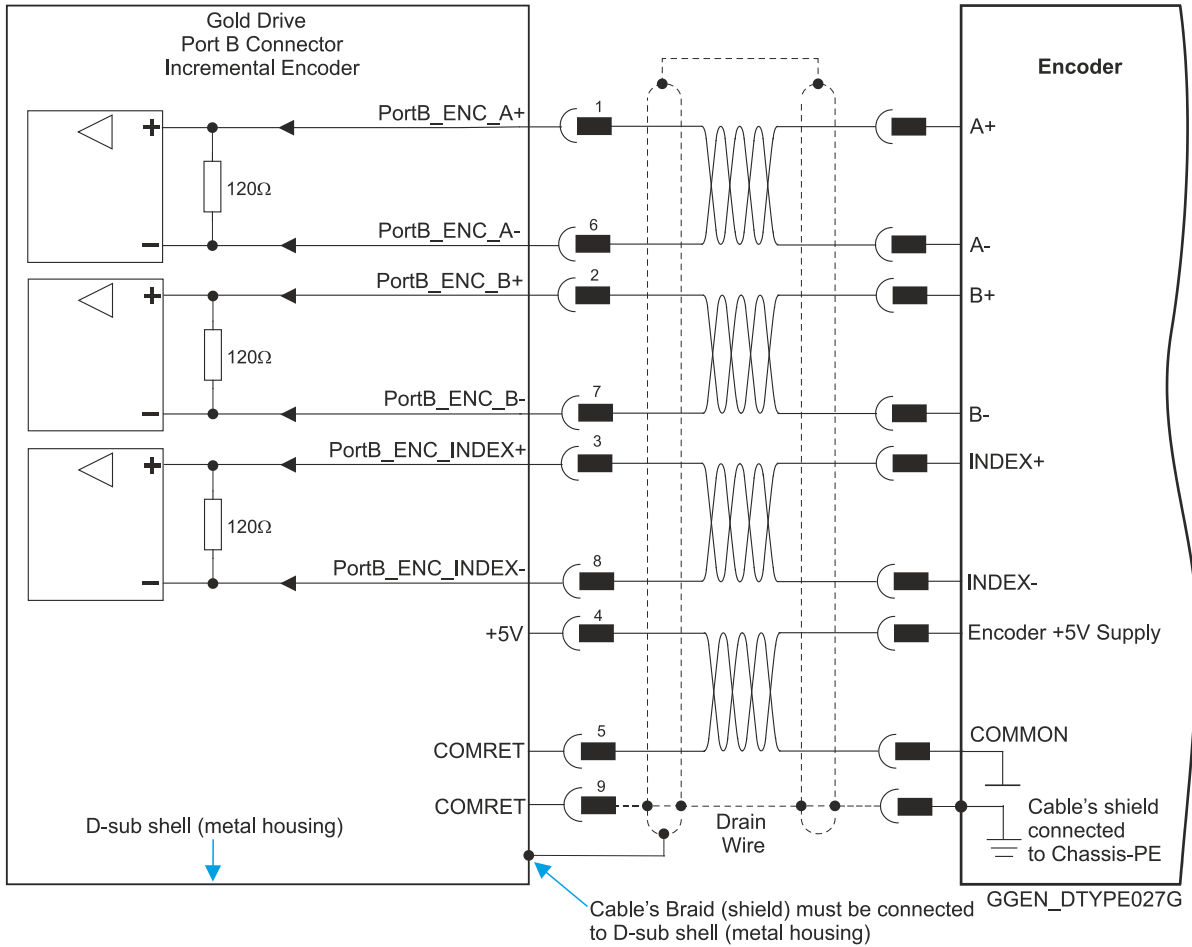 Gold Drive
Port B Connector
Incremental Encoder
Encoder
PortB_ENC_A+
1
A+
+
120Ω
−
PortB_ENC_A-
6
A-
PortB_ENC_B+
2
B+
+
120Ω
−
PortB_ENC_B-
7
B-
PortB_ENC_INDEX+
3
INDEX+
+
120Ω
−
PortB_ENC_INDEX-
8
INDEX-
+5V
4
Encoder +5V Supply
COMRET
5
COMMON
COMRET
9
Drain
Wire
Cable's shield
connected
to Chassis-PE
D-sub shell (metal housing)
GGEN_DTYPE027G
Cable's Braid (shield) must be connected
to D-sub shell (metal housing)